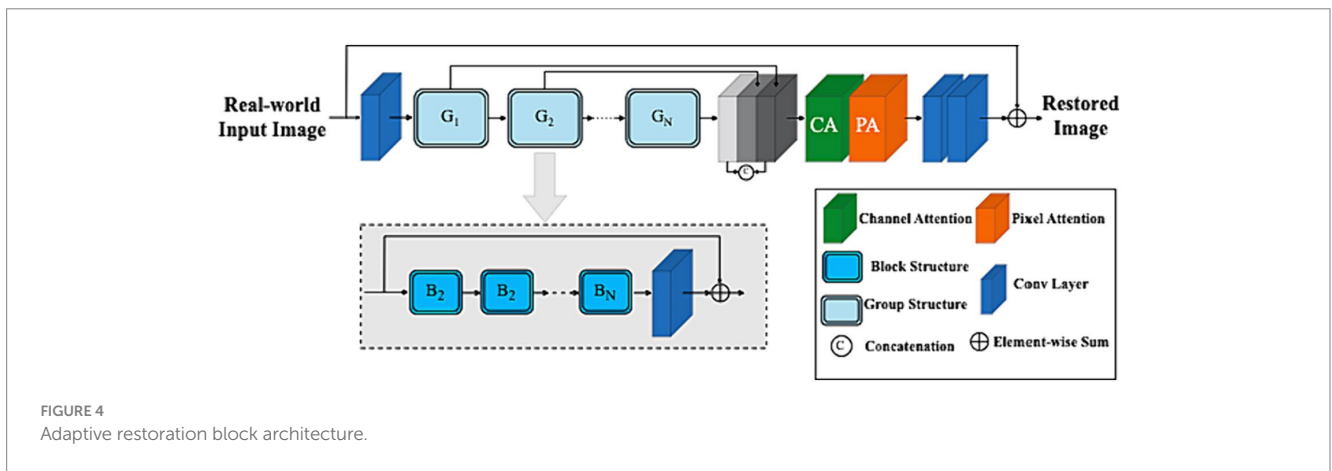 Real-world
Input Image
G1
G2
GN
C
CA
PA
Restored
Image
B2
B2
BN
Channel Attention
Pixel Attention
Block Structure
Conv Layer
Group Structure
C
Concatenation
Element-wise Sum
FIGURE 4
Adaptive restoration block architecture.